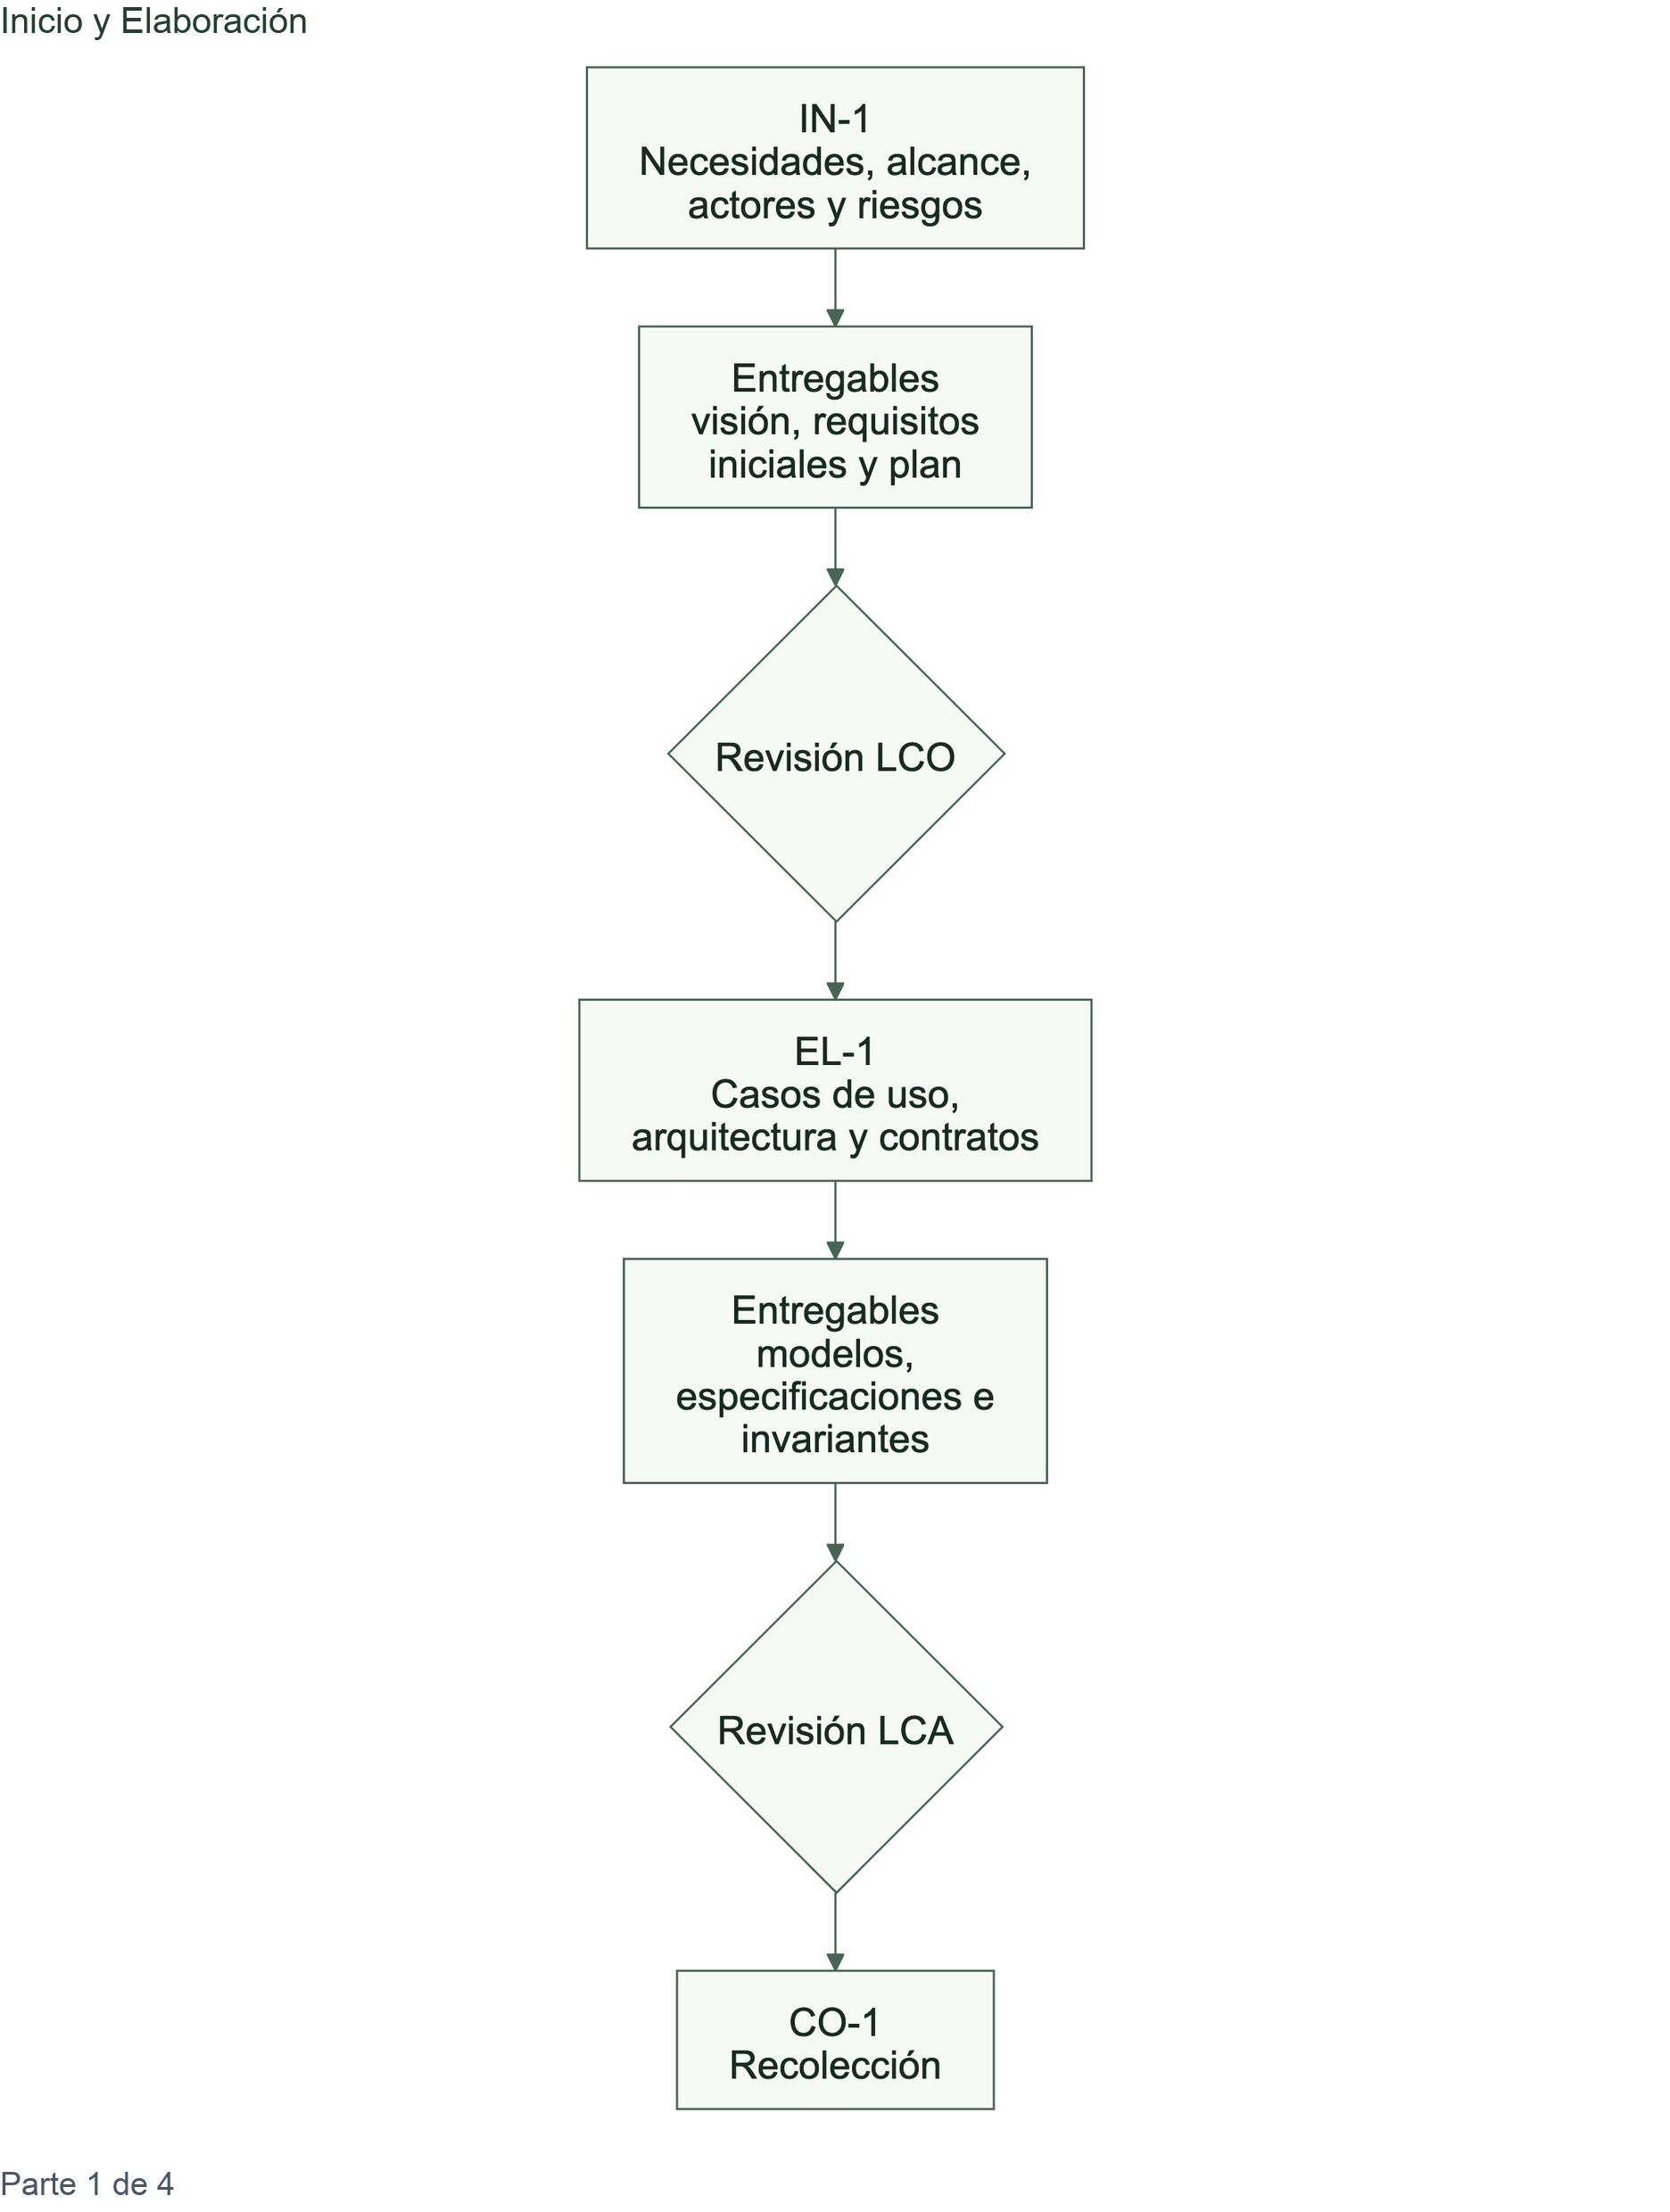 Inicio y Elaboración
IN-1
Necesidades, alcance,
actores y riesgos
Entregables
visión, requisitos
iniciales y plan
Revisión LCO
EL-1
Casos de uso,
arquitectura y contratos
Entregables
modelos,
especificaciones e
invariantes
Revisión LCA
CO-1
Recolección
Parte 1 de 4